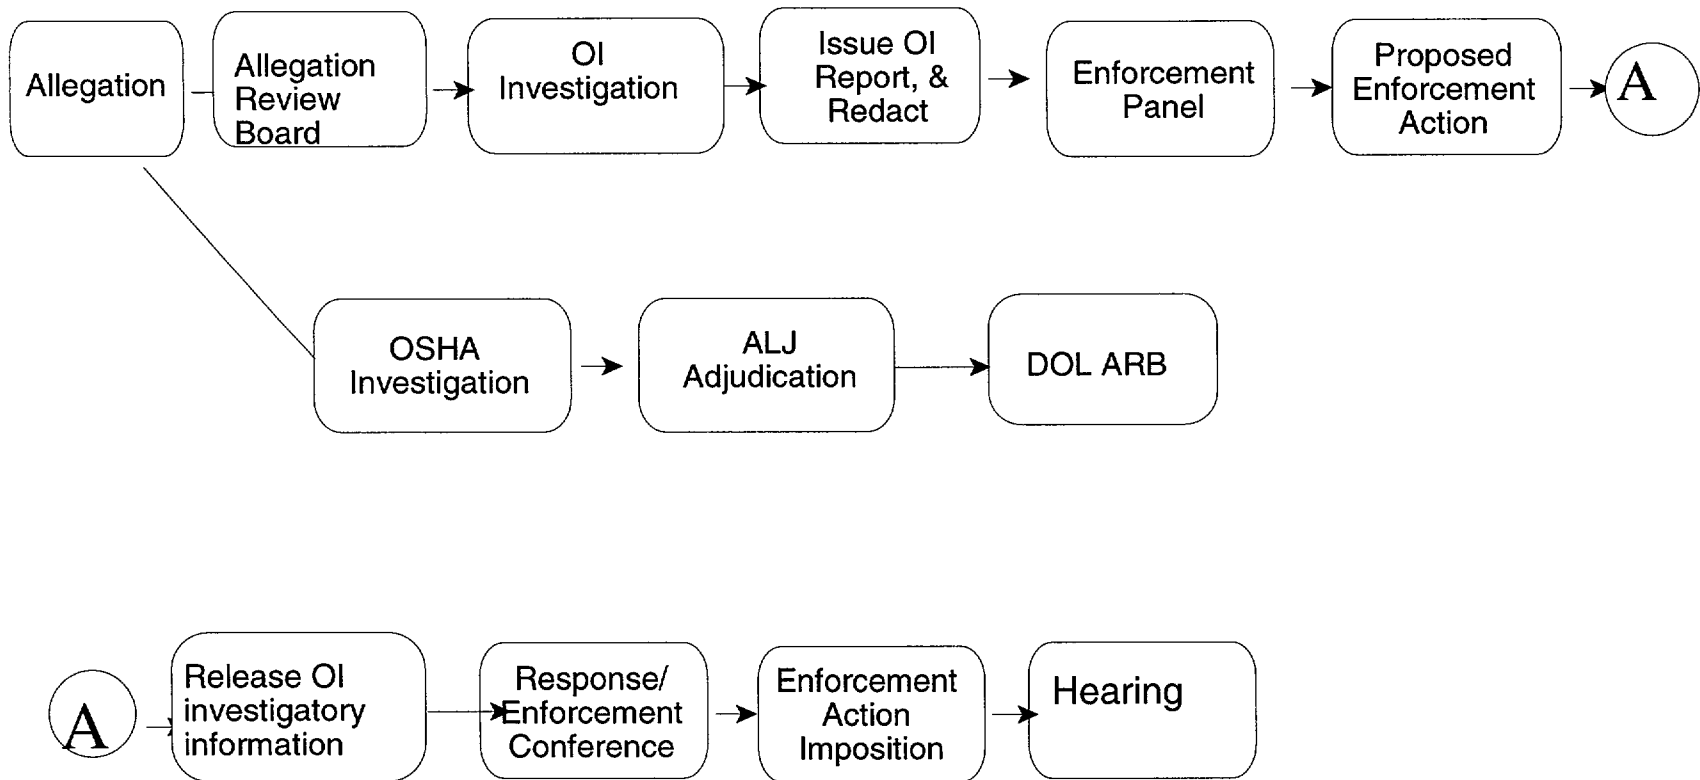 Allegation
Allegation
Review
Board
OI
Investigation
Issue OI
Report, &
Redact
Enforcement
Panel
Proposed
Enforcement
Action
A
OSHA
Investigation
ALJ
Adjudication
DOL ARB
A
Release OI
investigatory
information
Response/
Enforcement
Conference
Enforcement
Action
Imposition
Hearing